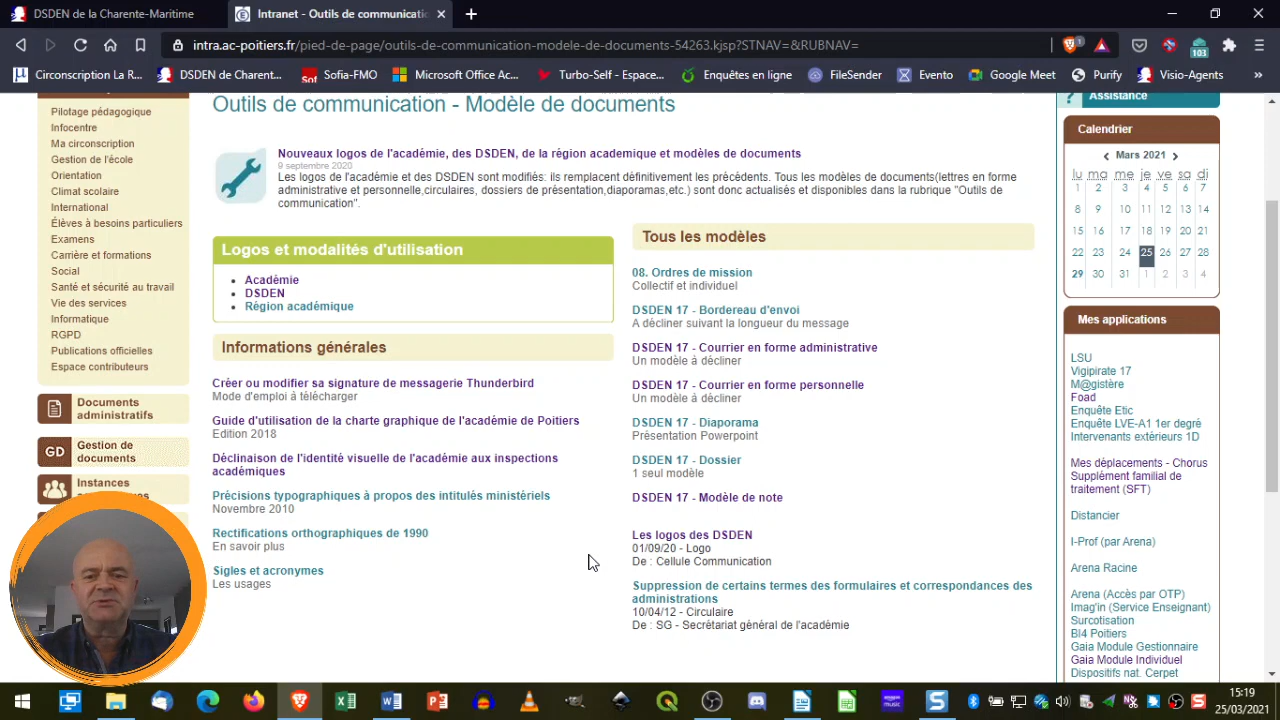 DSDEN de la Charente-Maritime
Intranet - Outils de communicatio
intra.ac-poitiers.fr/pied-de-page/outils-de-communication-modele-de-documents-54263.kjsp?STNAV=&RUBNAV=
1
103
Circonscription La R...
DSDEN de Charent...
Sof
Sofia-FMO
Microsoft Office Ac...
Turbo-Self - Espace...
Enquêtes en ligne
FileSender
Evento
Google Meet
Purify
Visio-Agents
»
Pilotage pédagogique
Infocentre
Ma circonscription
Gestion de l'école
Orientation
Climat scolaire
International
Élèves à besoins particuliers
Examens
Carrière et formations
Social
Santé et sécurité au travail
Vie des services
Informatique
RGPD
Publications officielles
Espace contributeurs
Documents
administratifs
GD
Gestion de
documents
Instances
Outils de communication - Modèle de documents
Nouveaux logos de l'académie, des DSDEN, de la région academique et modèles de documents
9 septembre 2020
Les logos de l'académie et des DSDEN sont modifiés: ils remplacent définitivement les précédents. Tous les modèles de documents(lettres en forme
administrative et personnelle,circulaires, dossiers de présentation,diaporamas,etc.) sont donc actualisés et disponibles dans la rubrique "Outils de
communication".
Logos et modalités d'utilisation
Académie
DSDEN
Région académique
Informations générales
Créer ou modifier sa signature de messagerie Thunderbird
Mode d'emploi à télécharger
Guide d'utilisation de la charte graphique de l'académie de Poitiers
Edition 2018
Déclinaison de l'identité visuelle de l'académie aux inspections
académiques
Précisions typographiques à propos des intitulés ministériels
Novembre 2010
Rectifications orthographiques de 1990
En savoir plus
Sigles et acronymes
Les usages
Tous les modèles
08. Ordres de mission
Collectif et individuel
DSDEN 17 - Bordereau d'envoi
A décliner suivant la longueur du message
DSDEN 17 - Courrier en forme administrative
Un modèle à décliner
DSDEN 17 - Courrier en forme personnelle
Un modèle à décliner
DSDEN 17 - Diaporama
Présentation Powerpoint
DSDEN 17 - Dossier
1 seul modèle
DSDEN 17 - Modèle de note
Les logos des DSDEN
01/09/20 - Logo
De : Cellule Communication
Suppression de certains termes des formulaires et correspondances des
administrations
10/04/12 - Circulaire
De : SG - Secrétariat général de l'académie
? Assistance
Calendrier
Mars 2021
lu ma me je ve sa di
1 2 3 4 5 6 7
8 9 10 11 12 13 14
15 16 17 18 19 20 21
22 23 24 25 26 27 28
29 30 31 1 2 3 4
Mes applications
LSU
Vigipirate 17
M@gistère
Foad
Enquête Etic
Enquête LVE-A1 1er degré
Intervenants extérieurs 1D
Mes déplacements - Chorus
Supplément familial de
traitement (SFT)
Distancier
I-Prof (par Arena)
Arena Racine
Arena (Accès par OTP)
Imag'in (Service Enseignant)
Surcotisation
BI4 Poitiers
Gaia Module Gestionnaire
Gaia Module Individuel
Dispositifs nat. Cerpet
15:19
25/03/2021